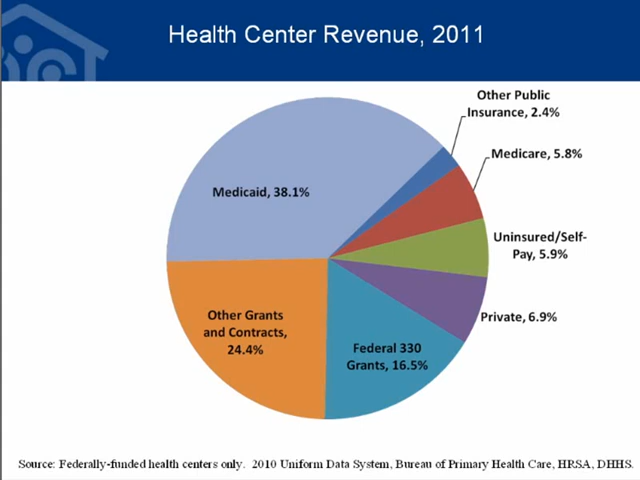 Health Center Revenue, 2011
Other Public
Insurance, 2.4%
Medicare, 5.8%
Medicaid, 38.1%
Uninsured/Self-
Pay, 5.9%
Private, 6.9%
Other Grants
and Contracts,
24.4%
Federal 330
Grants, 16.5%
Source: Federally-funded health centers only. 2010 Uniform Data System, Bureau of Primary Health Care, HRSA, DHHS.